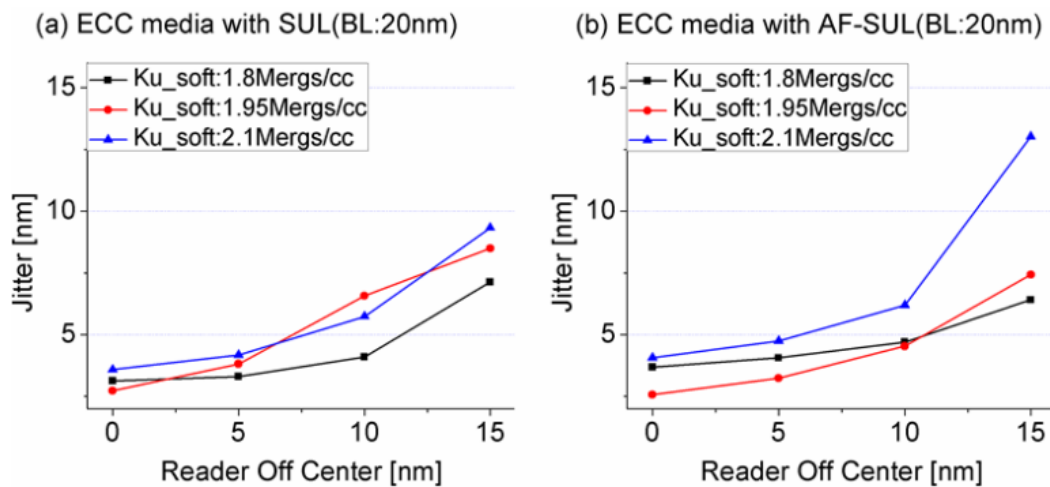 (a) ECC media with SUL(BL:20nm)
Ku_soft:1.8Mergs/cc
Ku_soft:1.95Mergs/cc
Ku_soft:2.1Mergs/cc
15
10
5
Jitter [nm]
0 5 10 15
Reader Off Center [nm]
(b) ECC media with AF-SUL(BL:20nm)
Ku_soft:1.8Mergs/cc
Ku_soft:1.95Mergs/cc
Ku_soft:2.1Mergs/cc
15
10
5
Jitter [nm]
0 5 10 15
Reader Off Center [nm]